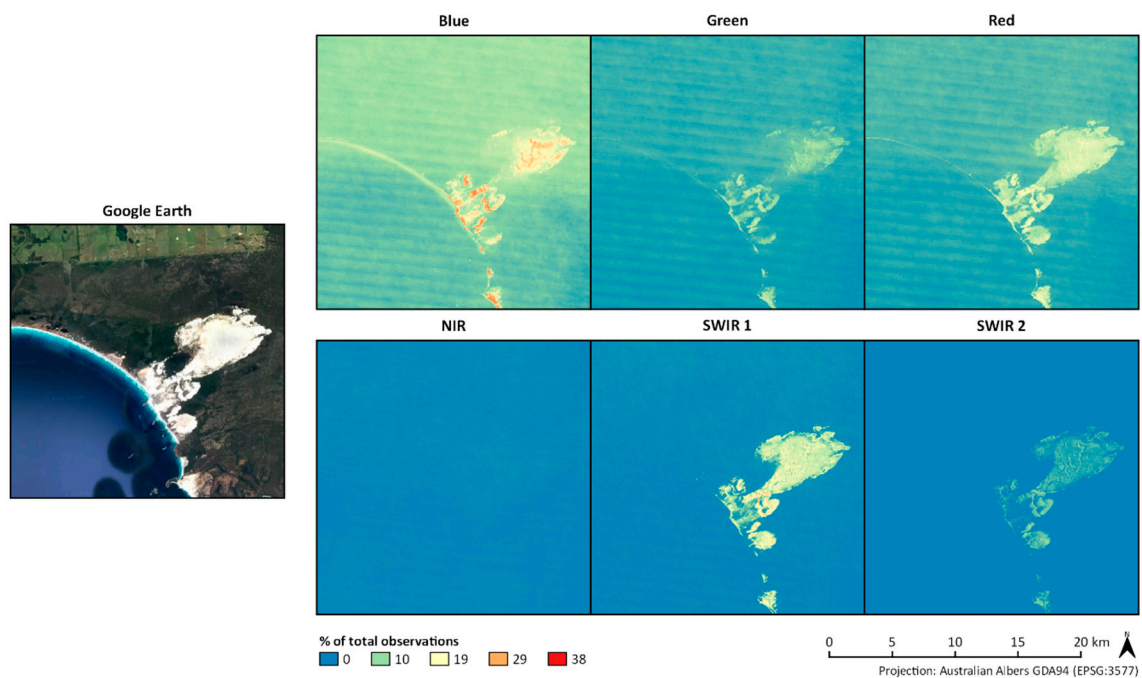 Blue
Green
Red
Google Earth
NIR
SWIR 1
SWIR 2
% of total observations
0 10 19 29 38
0 5 10 15 20 km
N
Projection: Australian Albers GDA94 (EPSG:3577)